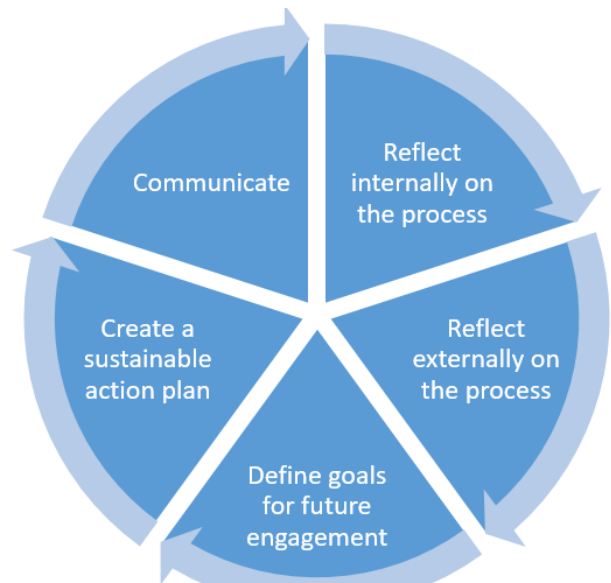 Communicate
Reflect
internally on
the process
Reflect
externally on
the process
Define goals
for future
engagement
Create a
sustainable
action plan